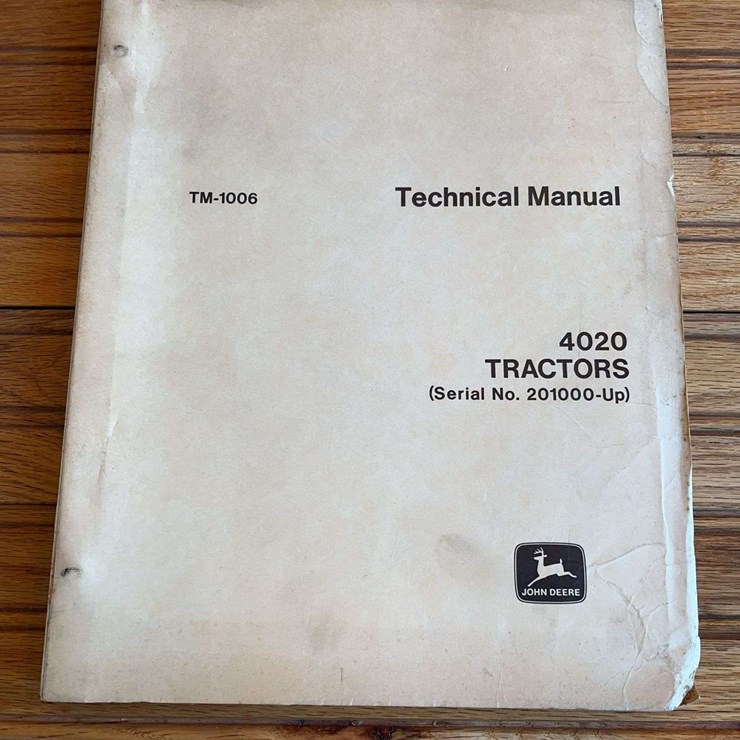 TM-1006
Technical Manual
4020
TRACTORS
(Serial No. 201000-Up)
JOHN DEERE